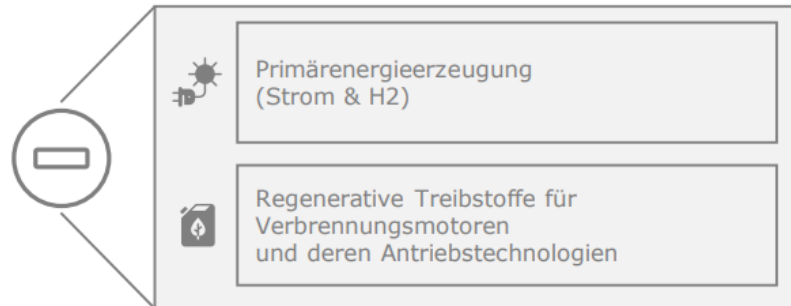 Primärenergieerzeugung
(Strom & H2)
Regenerative Treibstoffe für
Verbrennungsmotoren
und deren Antriebstechnologien